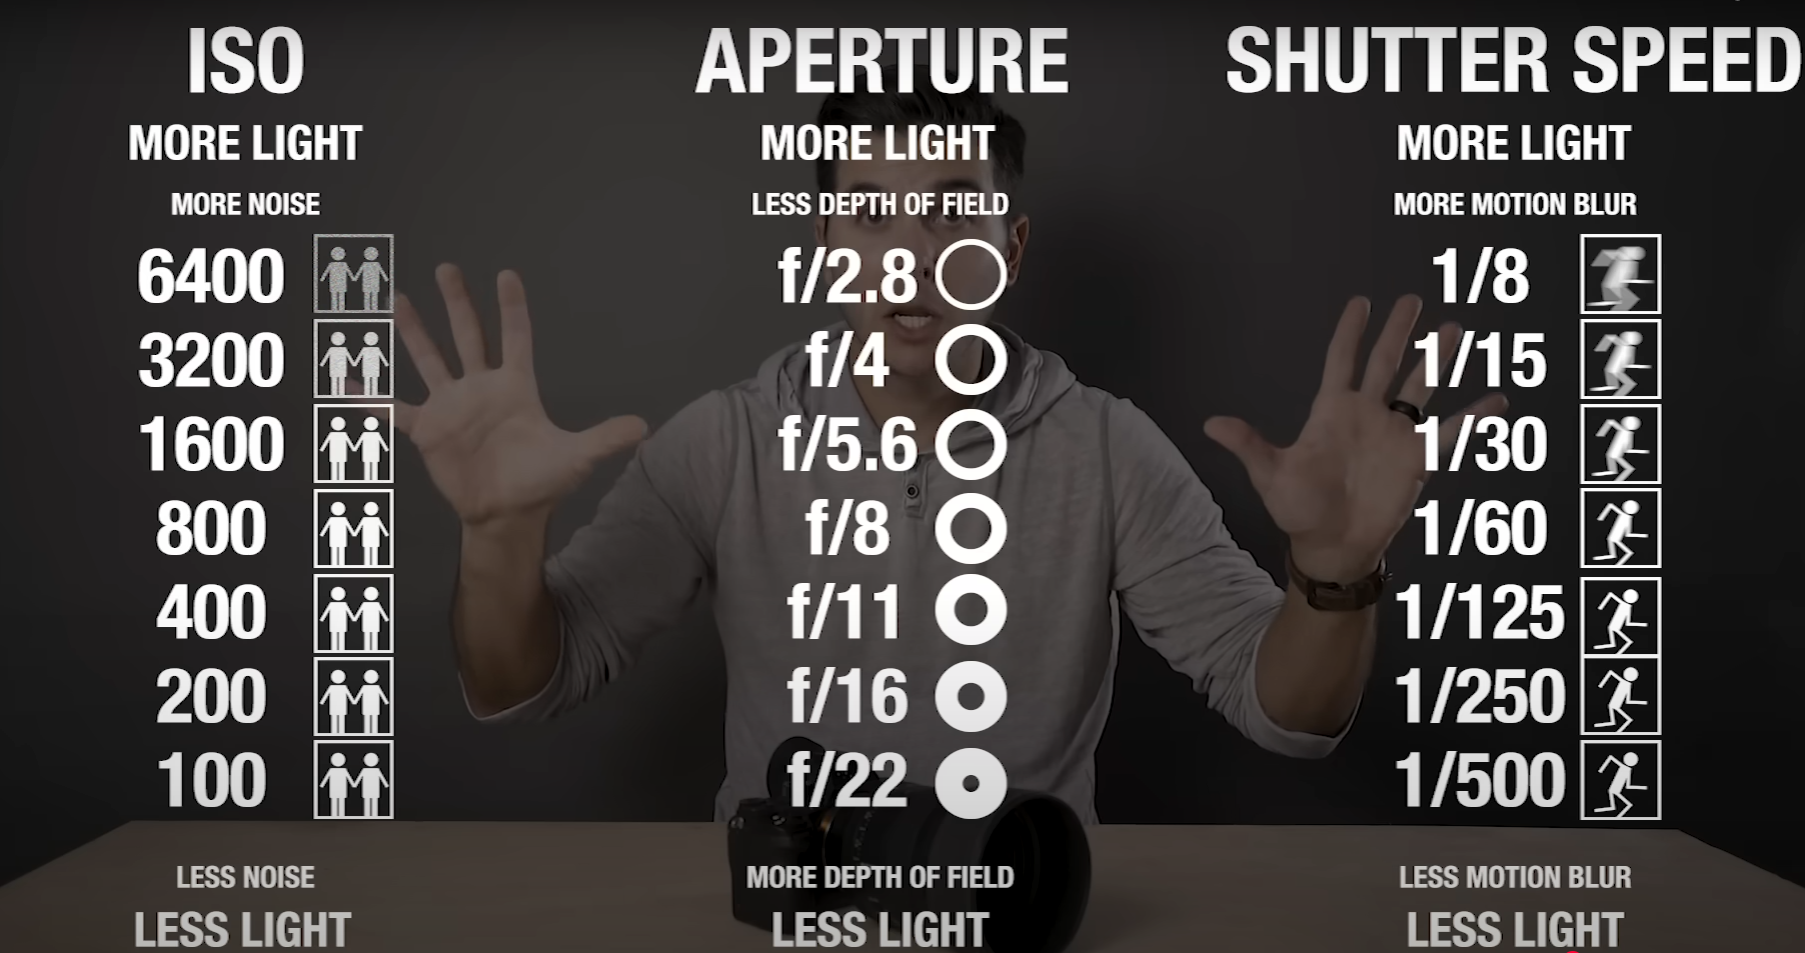 ISO
MORE LIGHT
MORE NOISE
6400
3200
1600
800
400
200
100
LESS NOISE
LESS LIGHT
APERTURE
MORE LIGHT
LESS DEPTH OF FIELD
f/2.8
f/4
f/5.6
f/8
f/11
f/16
f/22
MORE DEPTH OF FIELD
LESS LIGHT
SHUTTER SPEED
MORE LIGHT
MORE MOTION BLUR
1/8
1/15
1/30
1/60
1/125
1/250
1/500
LESS MOTION BLUR
LESS LIGHT